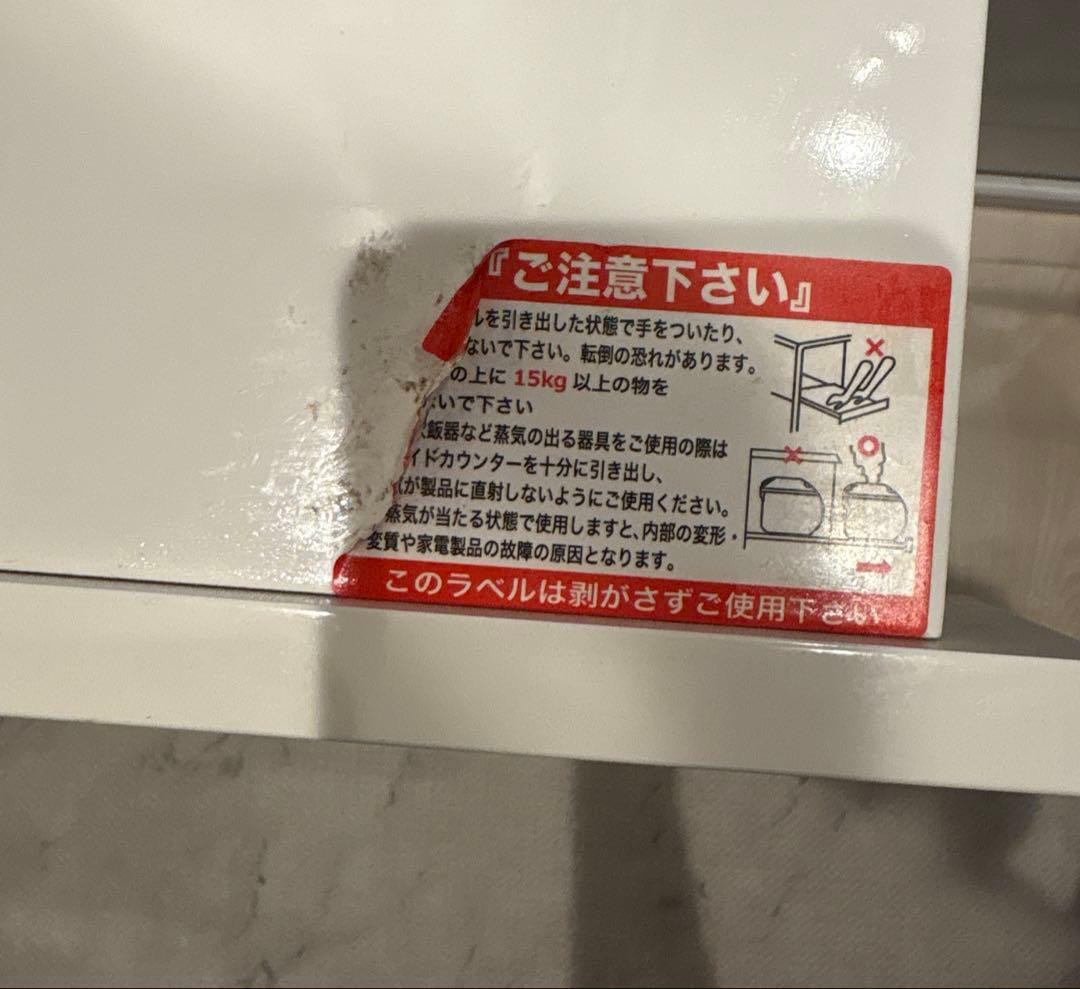 『ご注意下さい』
ルを引き出した状態で手をついたり、
ないで下さい。転倒の恐れがあります。
の上に 15kg 以上の物を
いで下さい
飯器など蒸気の出る器具をご使用の際は
イドカウンターを十分に引き出し、
が製品に直射しないようにご使用ください。
蒸気が当たる状態で使用しますと、内部の変形・
変質や家電製品の故障の原因となります。
このラベルは剥がさずご使用下さい